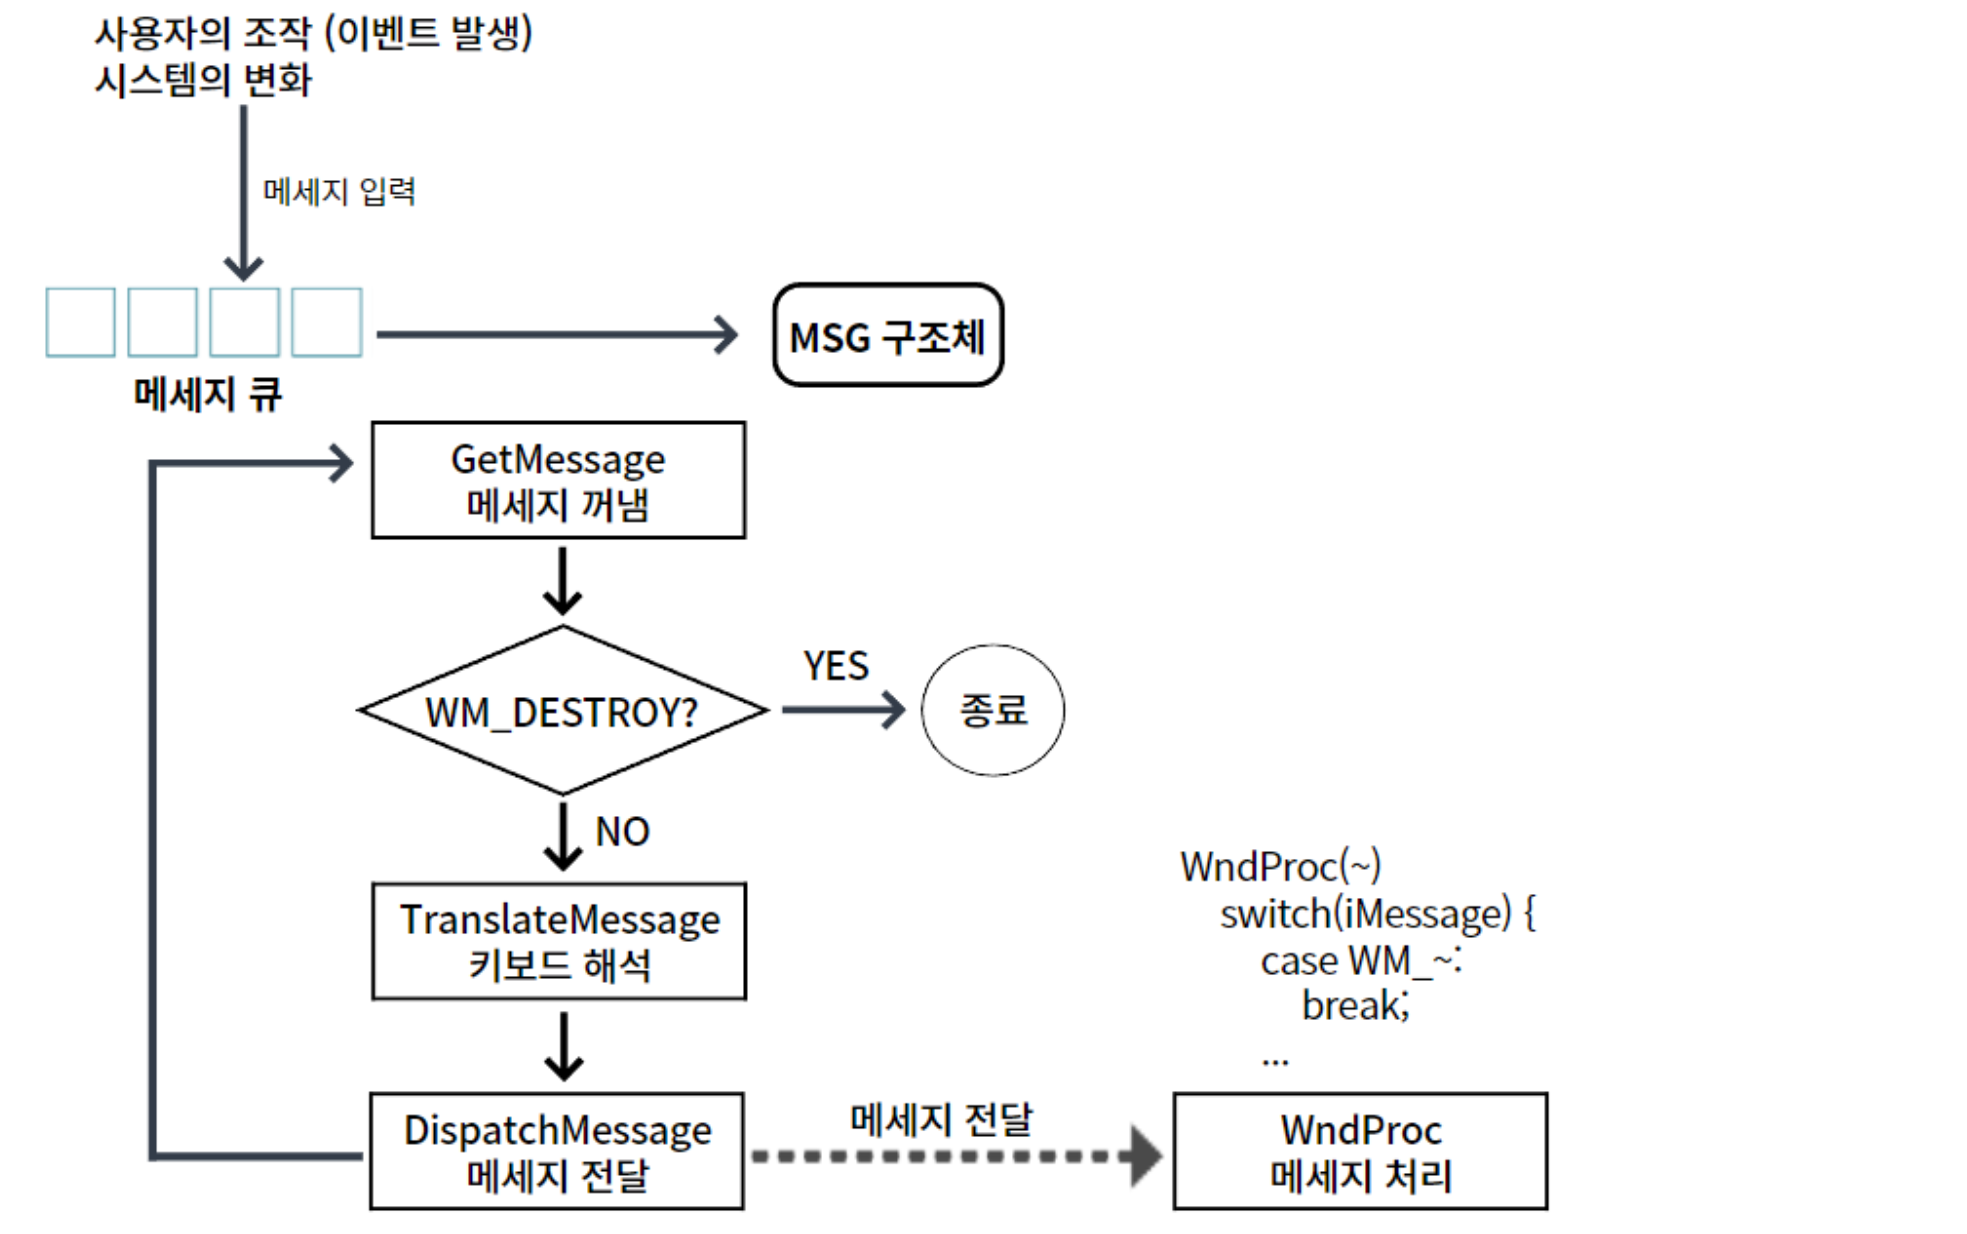 사용자의 조작 (이벤트 발생)
시스템의 변화
메세지 입력
메세지 큐
MSG 구조체
GetMessage
메세지 꺼냄
WM_DESTROY?
YES
종료
NO
TranslateMessage
키보드 해석
DispatchMessage
메세지 전달
메세지 전달
WndProc(~)
switch(iMessage) {
case WM_~:
break;
...
WndProc
메세지 처리